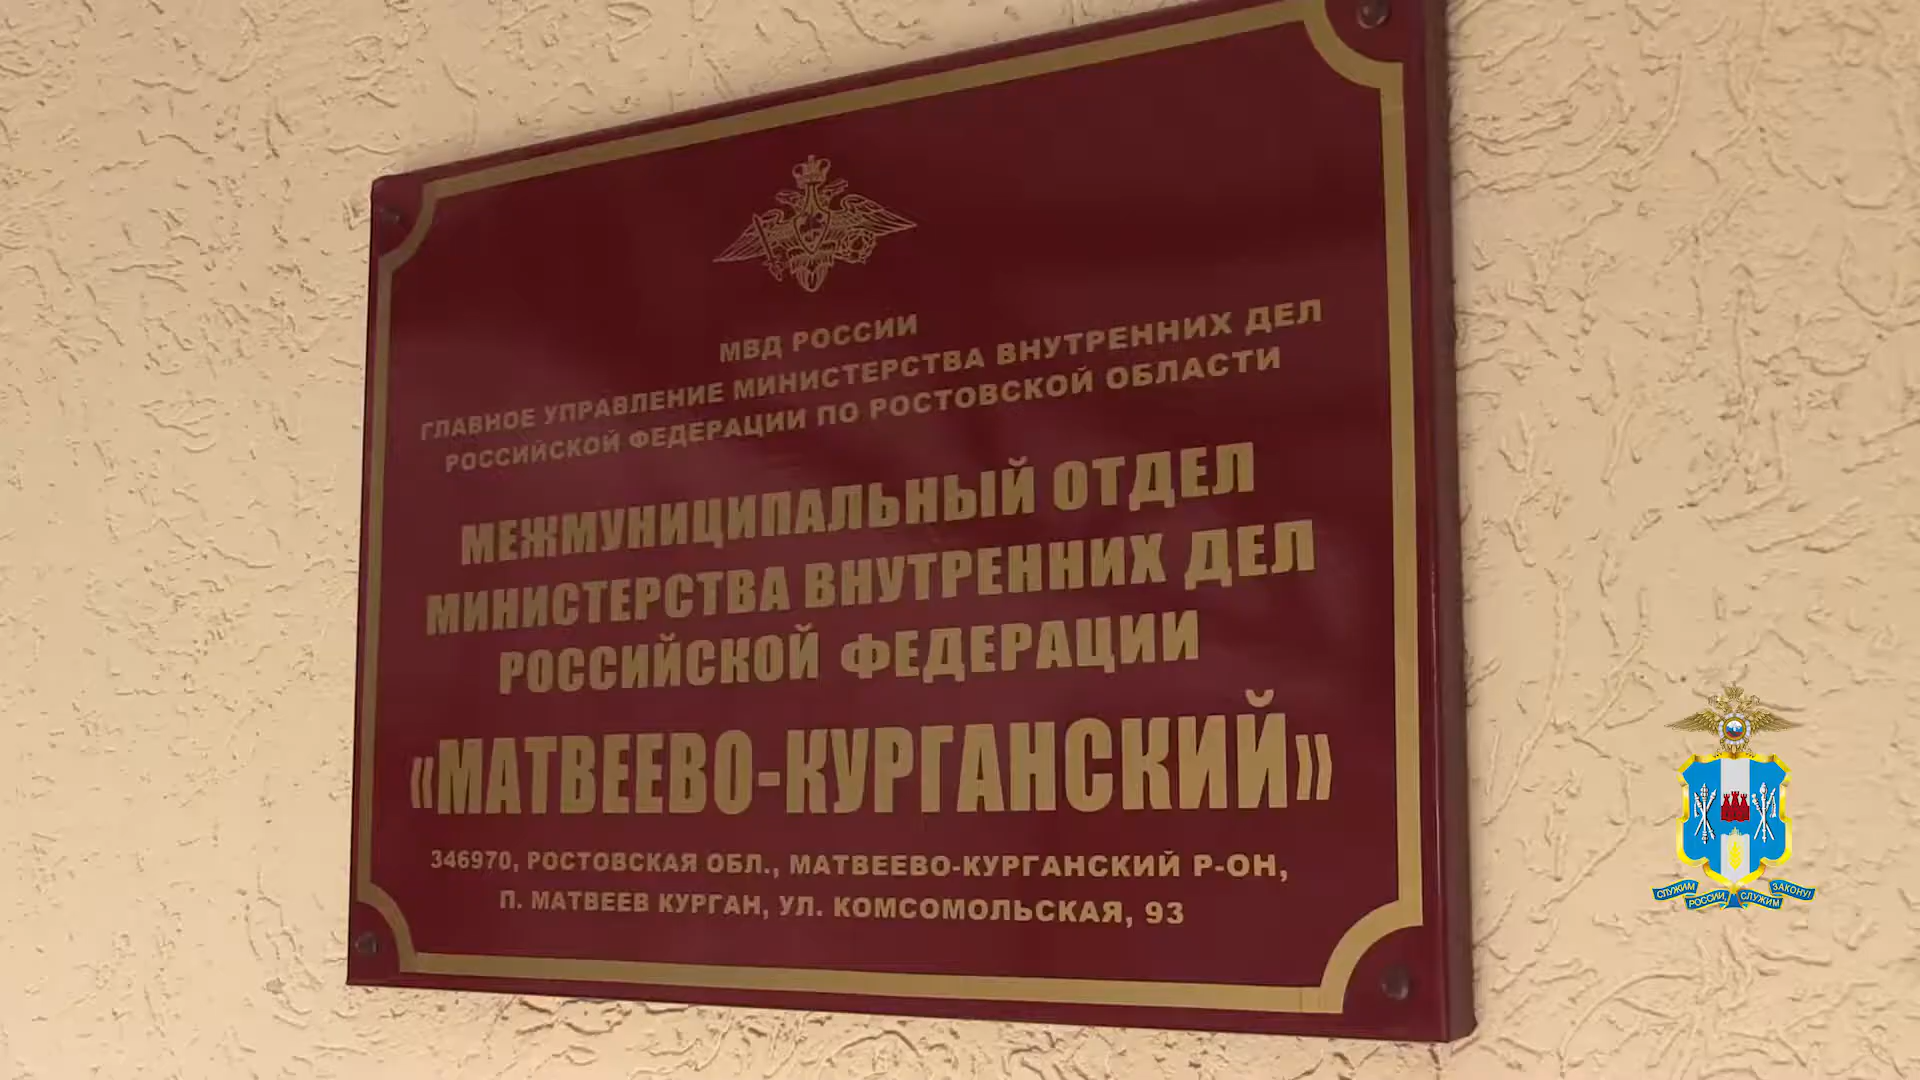 МВД РОССИИ
ГЛАВНОЕ УПРАВЛЕНИЕ МИНИСТЕРСТВА ВНУТРЕННИХ ДЕЛ
РОССИЙСКОЙ ФЕДЕРАЦИИ ПО РОСТОВСКОЙ ОБЛАСТИ
МЕЖМУНИЦИПАЛЬНЫЙ ОТДЕЛ
МИНИСТЕРСТВА ВНУТРЕННИХ ДЕЛ
РОССИЙСКОЙ ФЕДЕРАЦИИ
«МАТВЕЕВО-КУРГАНСКИЙ»
346970, РОСТОВСКАЯ ОБЛ., МАТВЕЕВО-КУРГАНСКИЙ Р-ОН,
П. МАТВЕЕВ КУРГАН, УЛ. КОМСОМОЛЬСКАЯ, 93
СЛУЖИМ РОССИИ, СЛУЖИМ ЗАКОНУ!